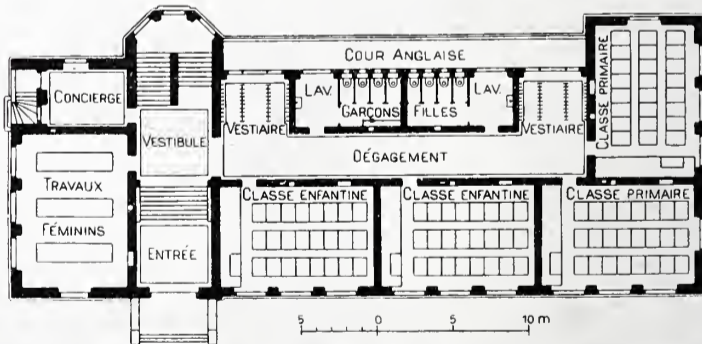 COUR ANGLAISE
CLASSE PRIMAIRE
CONCIERGE
LAV.
LAV.
VESTIAIRE
GARÇONS
FILLES
VESTIAIRE
VESTIBULE
DÉGAGEMENT
TRAVAUX
FÉMININS
CLASSE ENFANTINE
CLASSE ENFANTINE
CLASSE PRIMAIRE
ENTRÉE
5 0 5 10 m